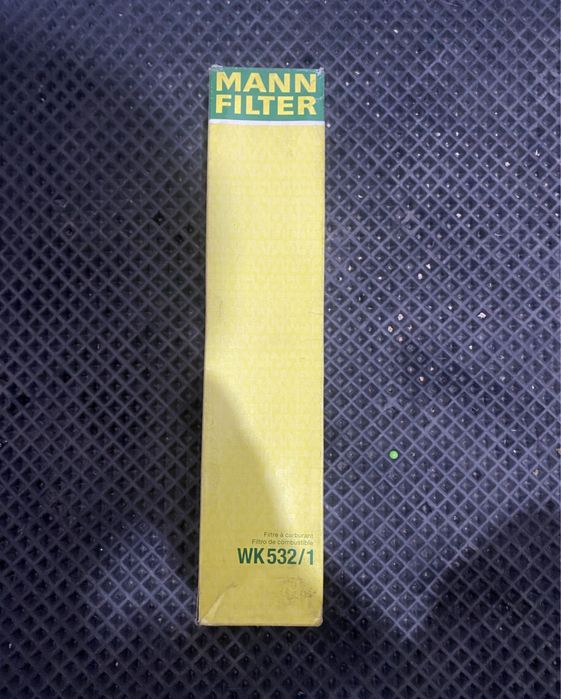 MANN
FILTER
Filtre à carburant
Filtro de combustible
WK 532/1